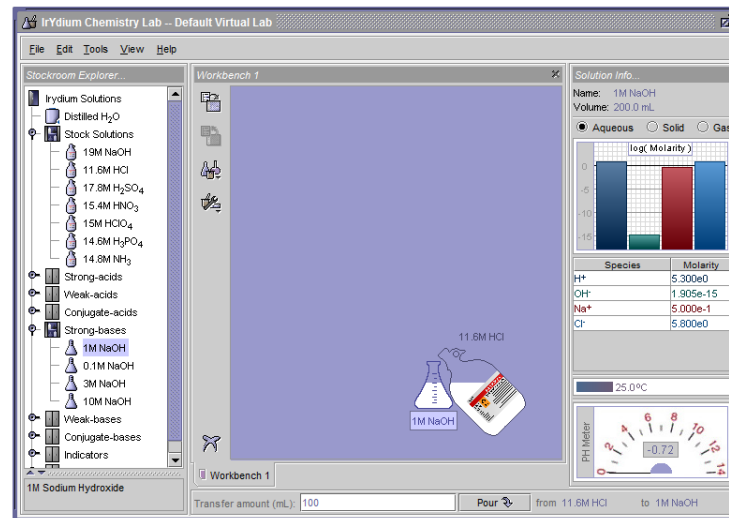 IrYdium Chemistry Lab -- Default Virtual Lab
File Edit Tools View Help
Stockroom Explorer...
Irydium Solutions
Distilled H₂O
Stock Solutions
19M NaOH
11.6M HCl
17.8M H₂SO₄
15.4M HNO₃
15M HClO₄
14.6M H₃PO₄
14.8M NH₃
Strong-acids
Weak-acids
Conjugate-acids
Strong-bases
1M NaOH
0.1M NaOH
3M NaOH
10M NaOH
Weak-bases
Conjugate-bases
Indicators
1M Sodium Hydroxide
Workbench 1
11.6M HCl
1M NaOH
Workbench 1
Transfer amount (mL): 100 Pour from 11.6M HCl to 1M NaOH
Solution Info...
Name: 1M NaOH
Volume: 200.0 mL
Aqueous Solid Gas
log( Molarity )
0
-5
-10
-15
Species Molarity
H⁺ 5.300e0
OH⁻ 1.905e-15
Na⁺ 5.000e-1
Cl⁻ 5.800e0
25.0ºC
PH Meter
0 2 4 6 8 10 12 14
-0.72